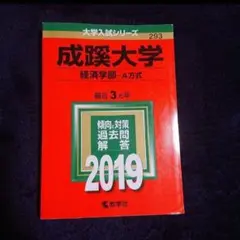 大学入試シリーズ
293
成蹊大学
経済学部-A方式
最近3カ年
傾向と対策
過去問
解答
2019
教学社